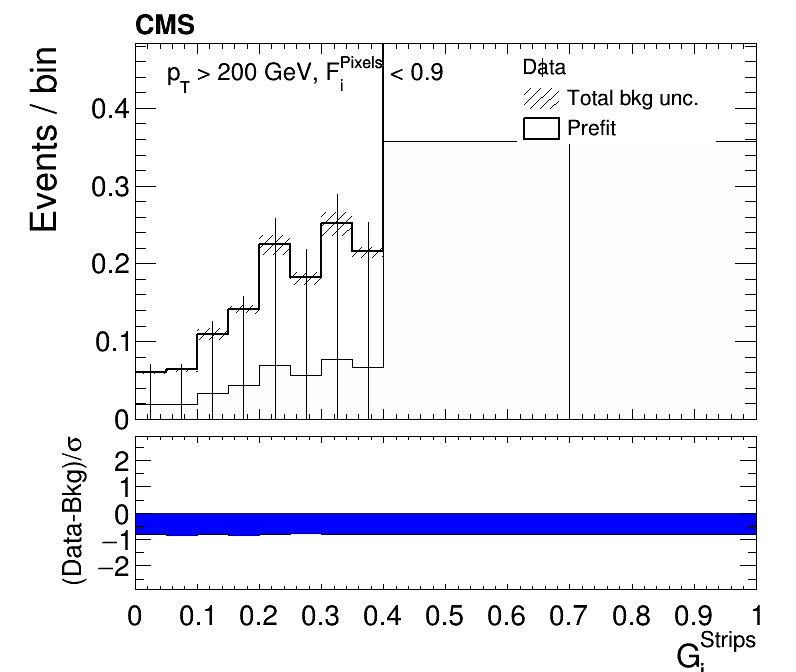 CMS
Events / bin
p_T > 200 GeV, F_i^Pixels < 0.9
Data
Total bkg unc.
Prefit
0.4
0.3
0.2
0.1
0
(Data-Bkg)/σ
2
1
0
−1
−2
0 0.1 0.2 0.3 0.4 0.5 0.6 0.7 0.8 0.9 1
G_i^Strips